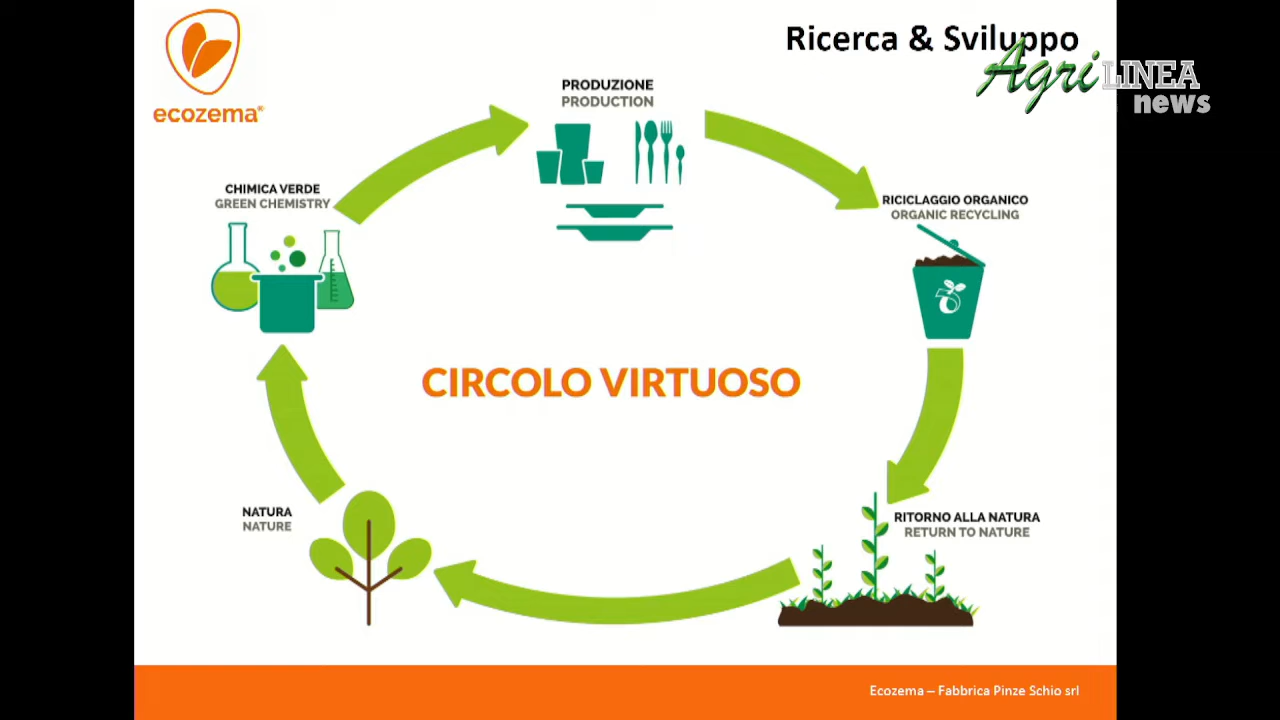 Ricerca & Sviluppo
Agri LINEA
news
ecozema®
PRODUZIONE
PRODUCTION
CHIMICA VERDE
GREEN CHEMISTRY
RICICLAGGIO ORGANICO
ORGANIC RECYCLING
CIRCOLO VIRTUOSO
NATURA
NATURE
RITORNO ALLA NATURA
RETURN TO NATURE
Ecozema – Fabbrica Pinze Schio srl